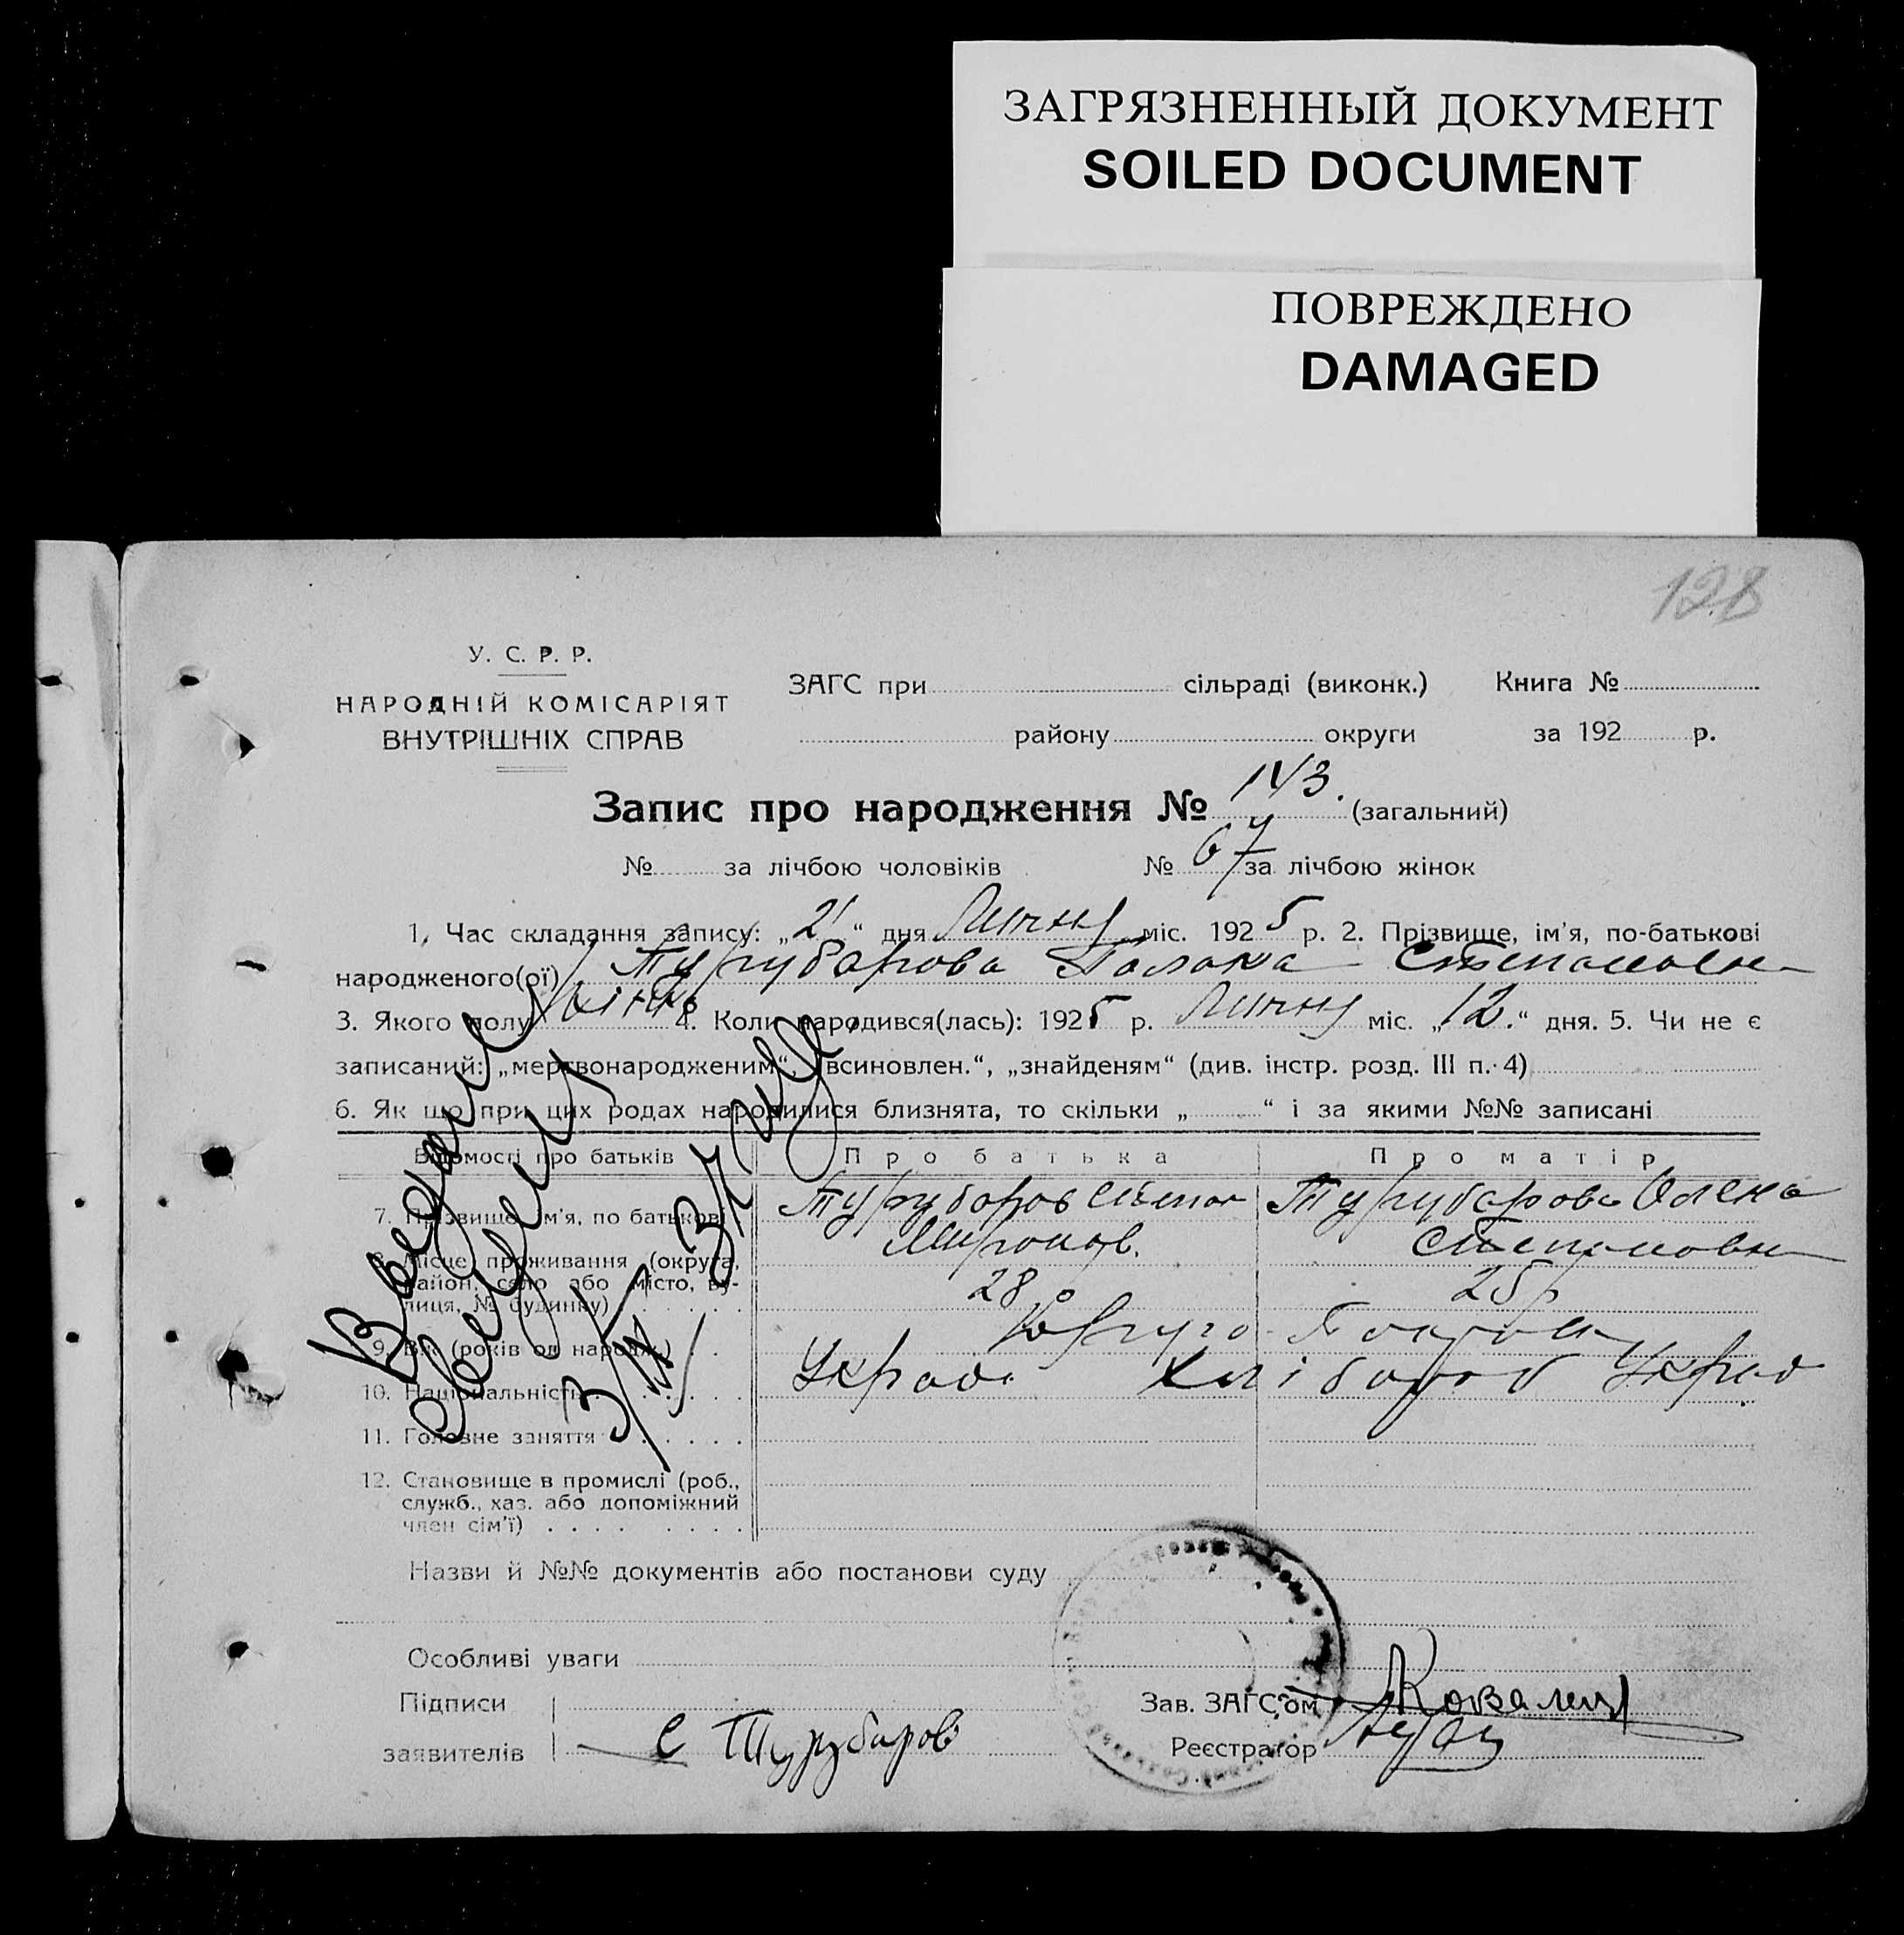 ЗАГРЯЗНЕННЫЙ ДОКУМЕНТ
SOILED DOCUMENT
ПОВРЕЖДЕНО
DAMAGED
128
У. С. Р. Р.
НАРОДНІЙ КОМІСАРІЯТ
ВНУТРІШНІХ СПРАВ
ЗАГС при сільраді (виконк.) Книга №
району округи за 192 р.
Запис про народження № 143. (загальний)
№ за лічбою чоловіків № 67 за лічбою жінок
1, Час складання запису: „21“ дня Липня міс. 1925 р. 2. Прізвище, ім'я, по-батькові
народженого(ої) Турубарова Степановна
3. Якого полу жіноч 4. Коли народився(лась): 1925 р. Липня міс. „12.“ дня. 5. Чи не є
записаний: „мертвонародженим“, „всиновлен.“, „знайденям“ (див. інстр. розд. III п. 4)
6. Як що при цих родах народилися близнята, то скільки „ “ і за якими №№ записані
Відомості про батьків Про батька Про матір
7. Прізвище, ім'я, по батькові Турубаров Степан Турубарова Олена
Миронов. Степановна
8. Місце проживання (округа,
район, село або місто, ву-
лиця, № будинку) 28 р 25 р
9. Вік (років од народж.)
10. Національність Украд хлібороб Украд
11. Головне заняття
12. Становище в промислі (роб.,
служб., хаз. або допоміжний
член сім'ї)
Назви й №№ документів або постанови суду
Особливі уваги
Підписи Зав. ЗАГС'ом
заявителів С Турубаров Реєстратор